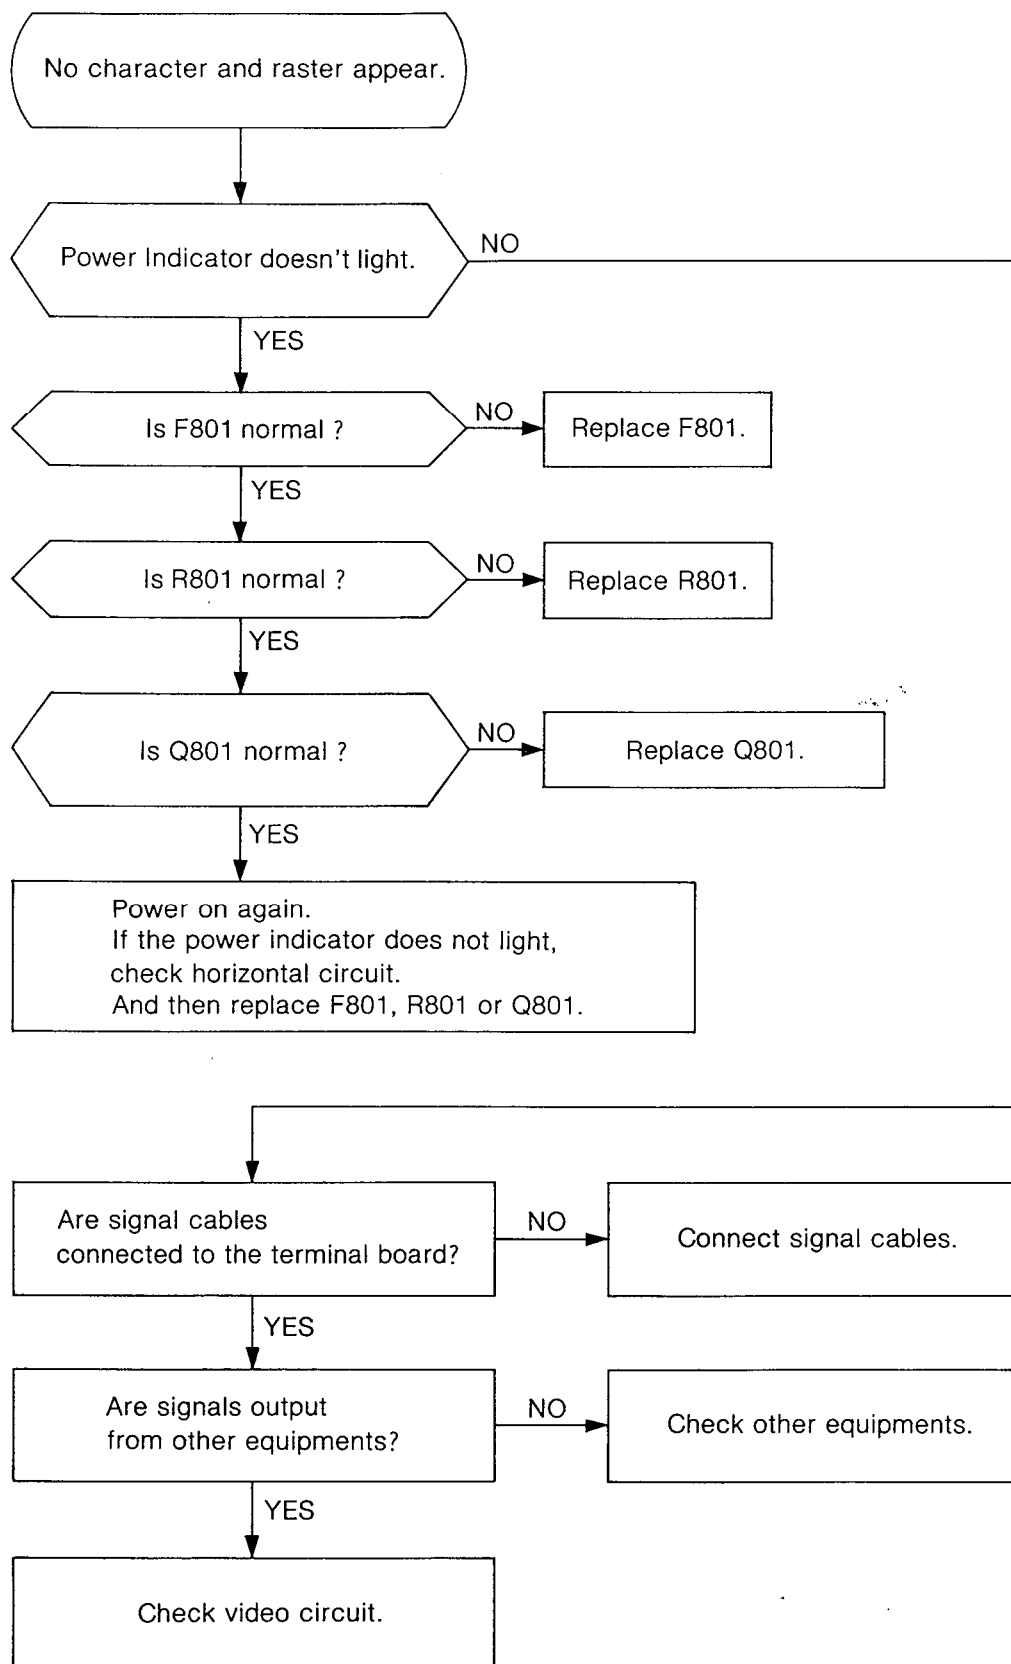 No character and raster appear.
Power Indicator doesn't light.
NO
YES
Is F801 normal ?
NO
Replace F801.
YES
Is R801 normal ?
NO
Replace R801.
YES
Is Q801 normal ?
NO
Replace Q801.
YES
Power on again.
If the power indicator does not light,
check horizontal circuit.
And then replace F801, R801 or Q801.
Are signal cables
connected to the terminal board?
NO
Connect signal cables.
YES
Are signals output
from other equipments?
NO
Check other equipments.
YES
Check video circuit.